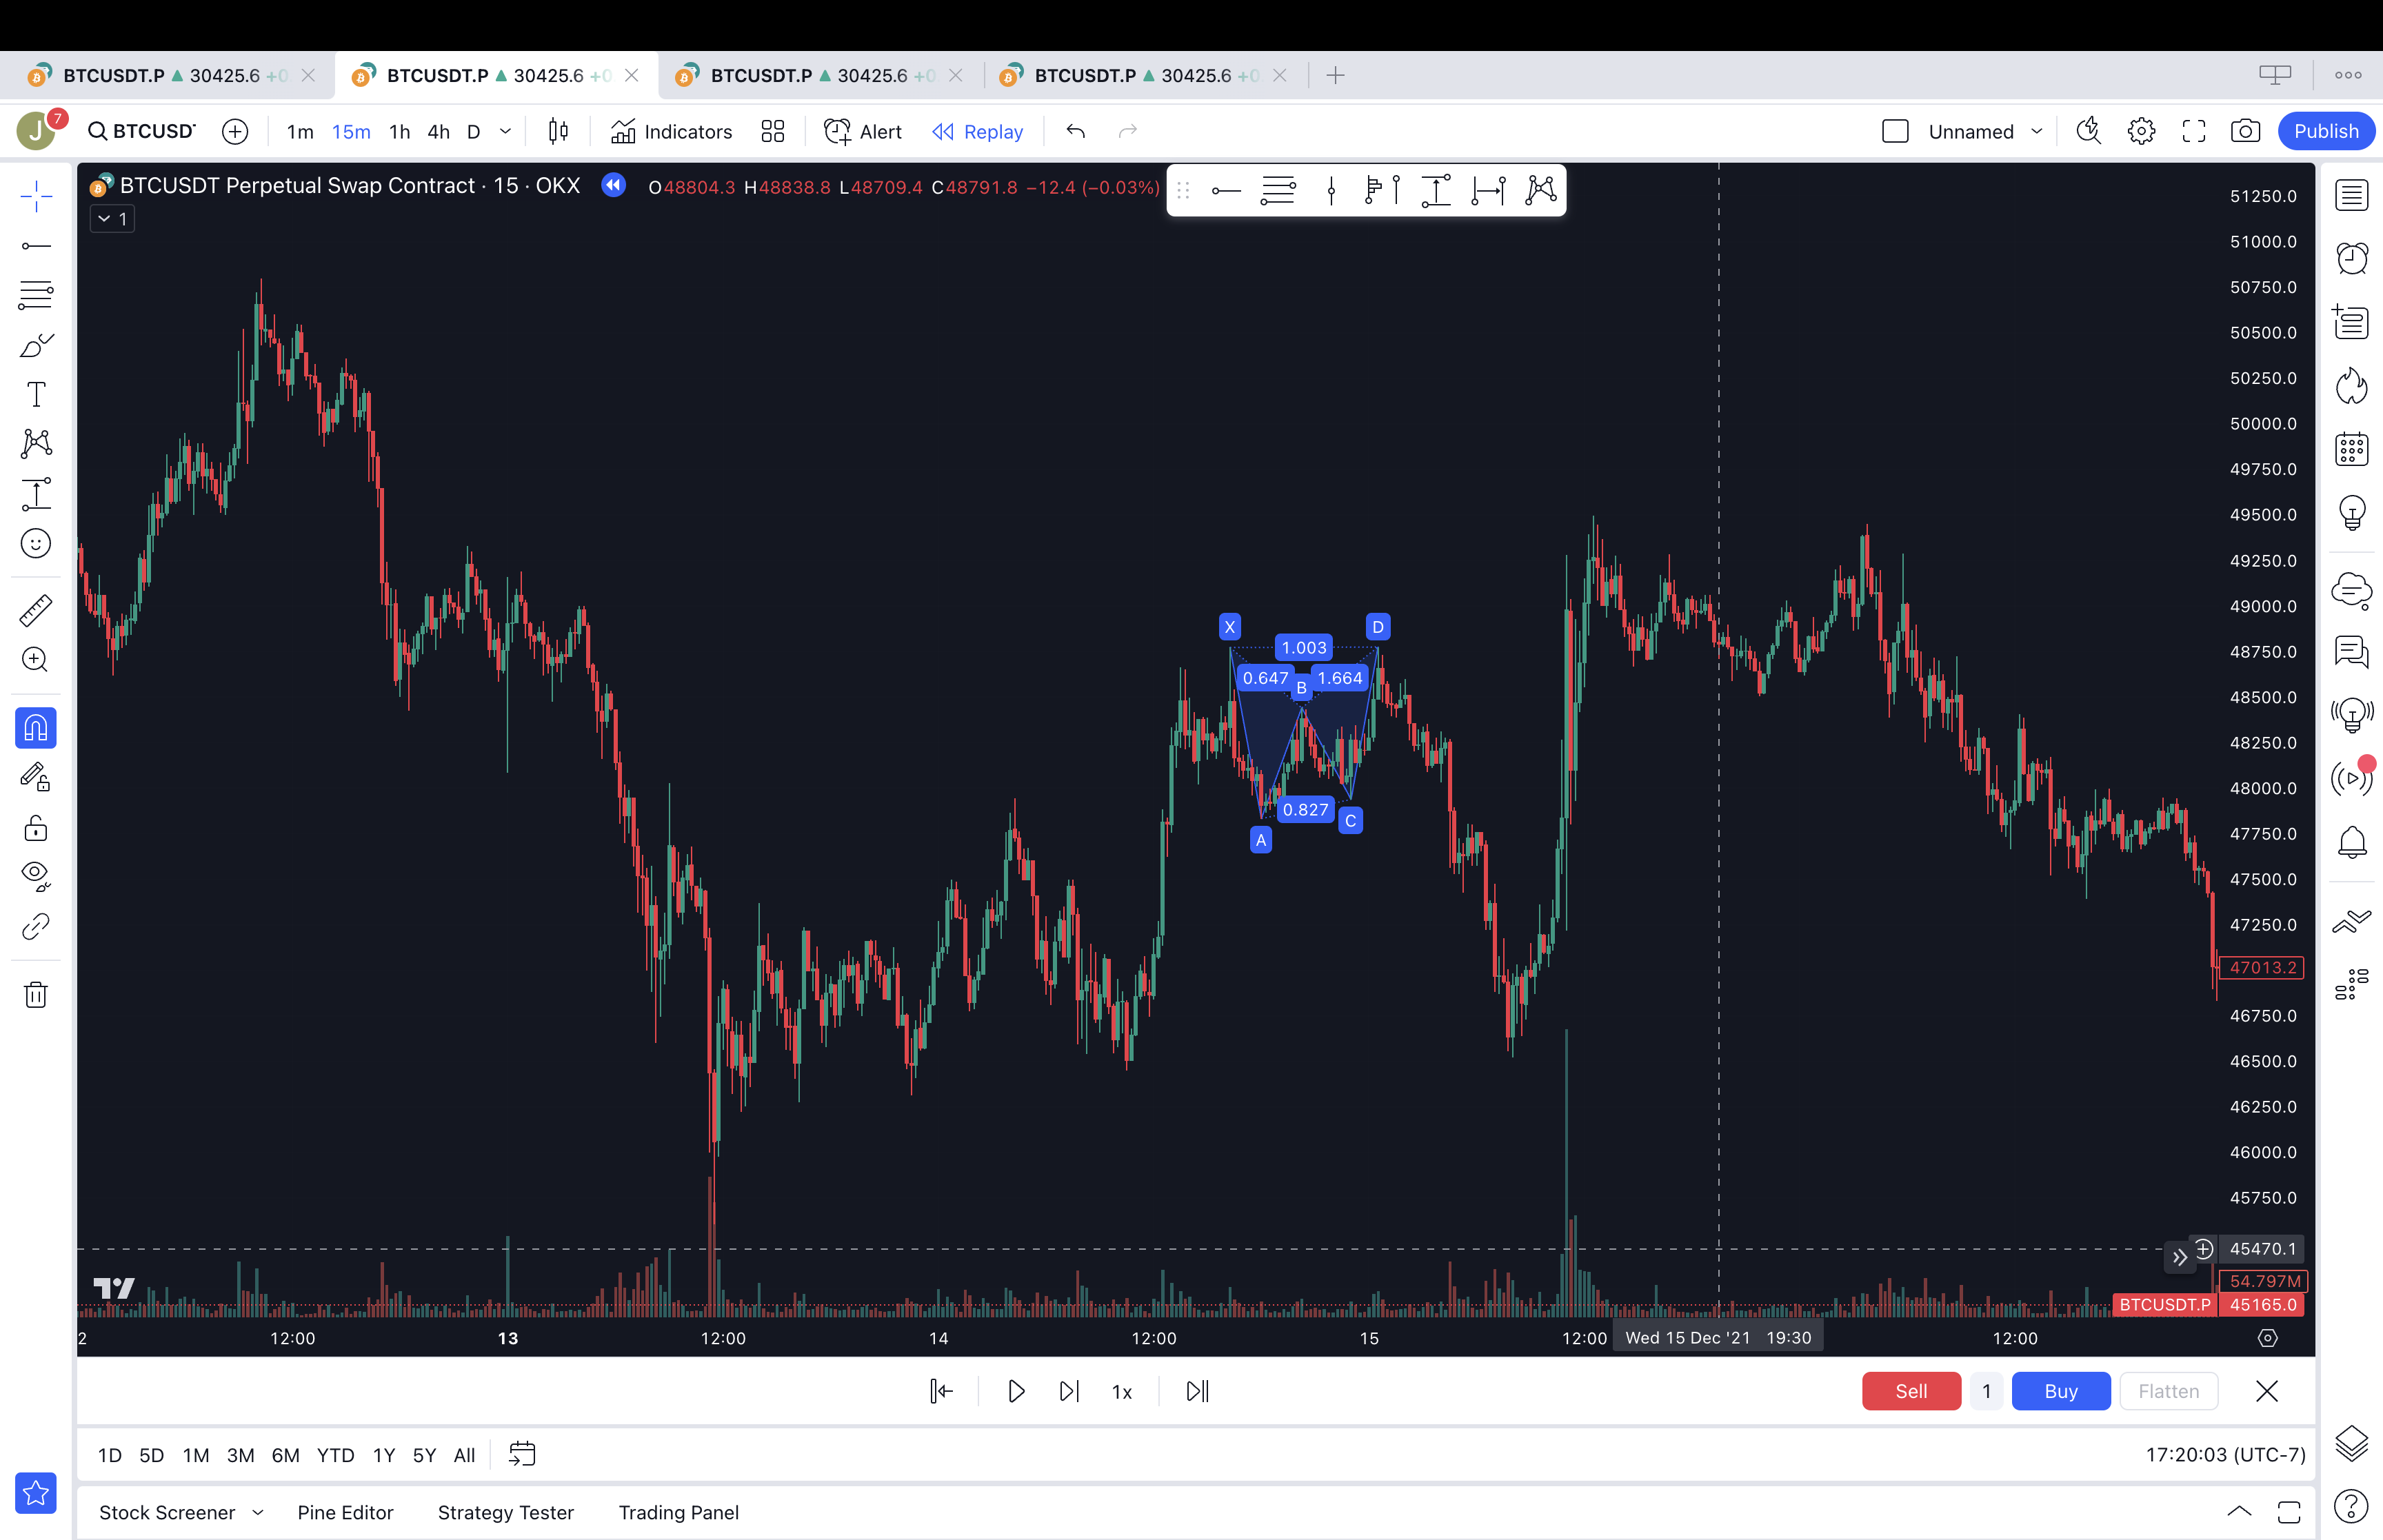 BTCUSDT.P 30425.6 +0 BTCUSDT.P 30425.6 +0 BTCUSDT.P 30425.6 +0 BTCUSDT.P 30425.6 +0
J 7 BTCUSD 1m 15m 1h 4h D Indicators Alert Replay Unnamed Publish
BTCUSDT Perpetual Swap Contract · 15 · OKX O48804.3 H48838.8 L48709.4 C48791.8 −12.4 (−0.03%)
1
51250.0
51000.0
50750.0
50500.0
50250.0
50000.0
49750.0
49500.0
49250.0
49000.0
48750.0
48500.0
48250.0
48000.0
47750.0
47500.0
47250.0
47013.2
46750.0
46500.0
46250.0
46000.0
45750.0
45470.1
54.797M
BTCUSDT.P 45165.0
X D
1.003
0.647 B 1.664
0.827 C
A
2 12:00 13 12:00 14 12:00 15 12:00 Wed 15 Dec '21 19:30 12:00
1x Sell 1 Buy Flatten
1D 5D 1M 3M 6M YTD 1Y 5Y All 17:20:03 (UTC-7)
Stock Screener Pine Editor Strategy Tester Trading Panel